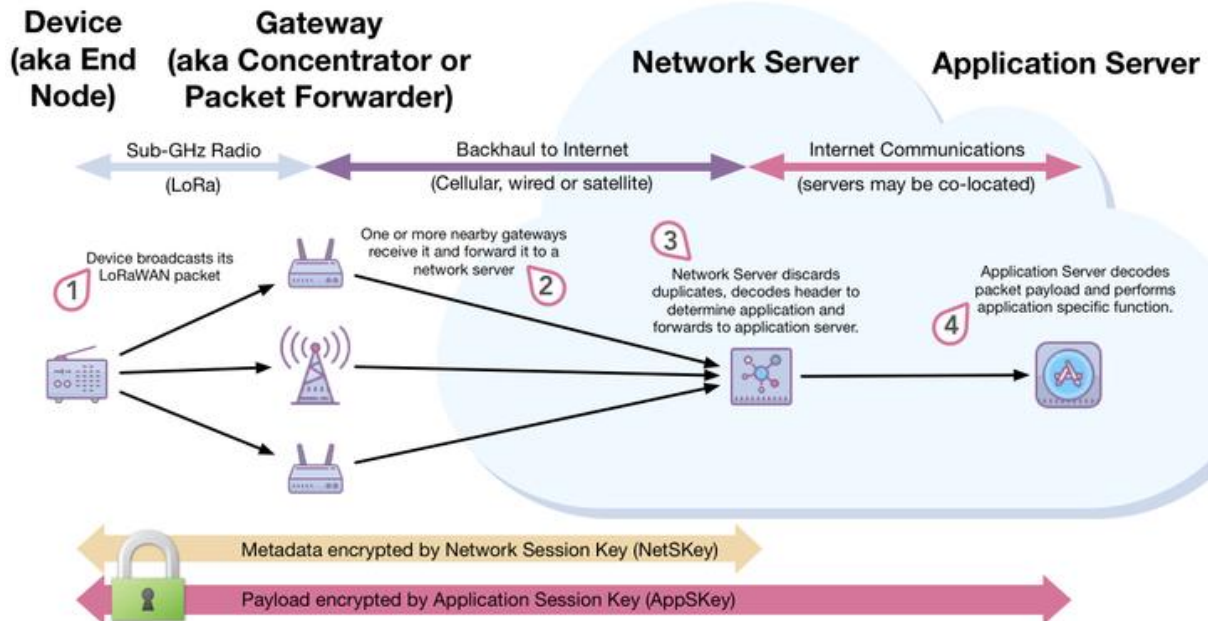 Device
(aka End
Node)
Gateway
(aka Concentrator or
Packet Forwarder)
Network Server
Application Server
Sub-GHz Radio
(LoRa)
Backhaul to Internet
(Cellular, wired or satellite)
Internet Communications
(servers may be co-located)
1
Device broadcasts its
LoRaWAN packet
One or more nearby gateways
receive it and forward it to a
network server
2
3
Network Server discards
duplicates, decodes header to
determine application and
forwards to application server.
Application Server decodes
packet payload and performs
application specific function.
4
Metadata encrypted by Network Session Key (NetSKey)
Payload encrypted by Application Session Key (AppSKey)